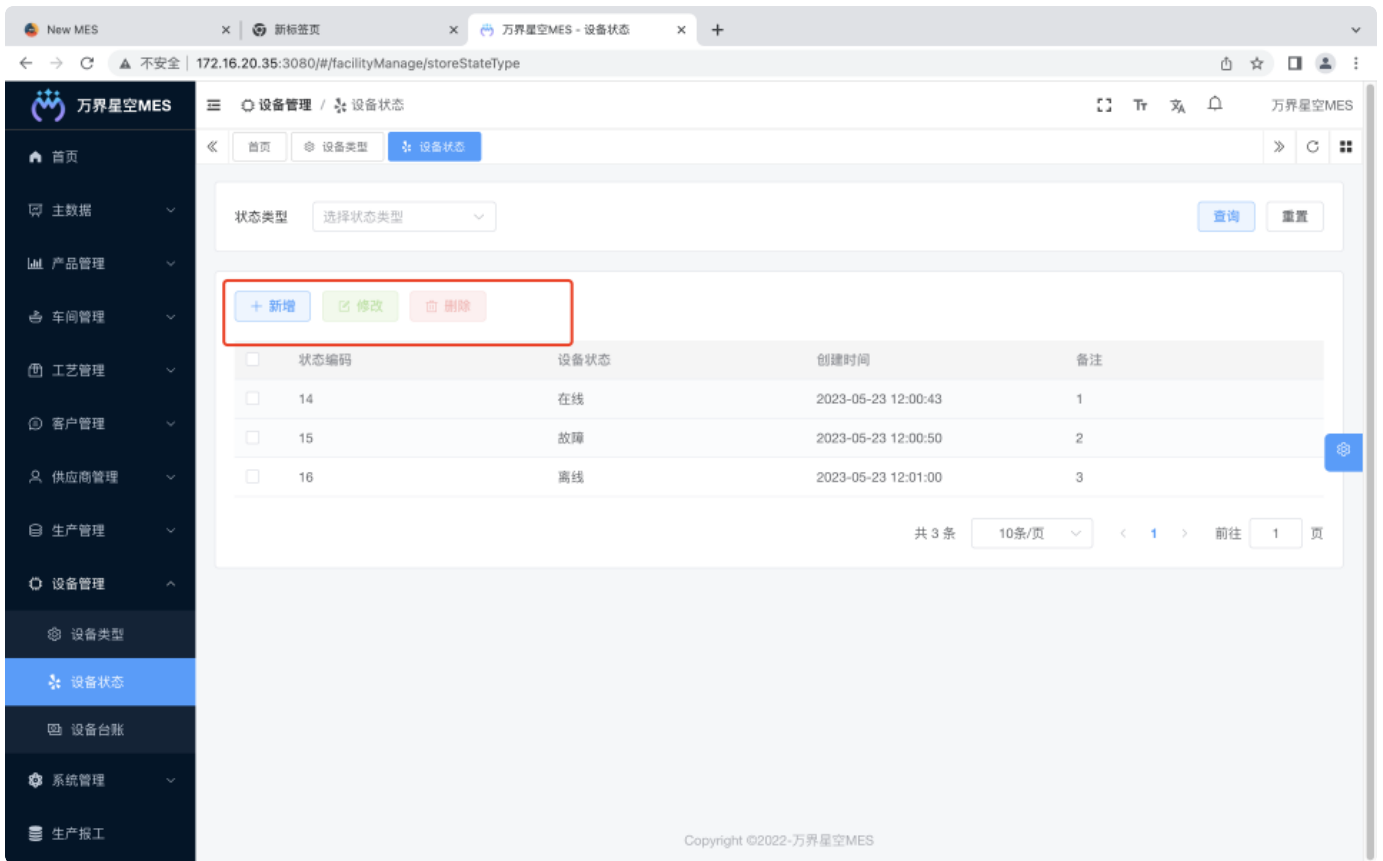 New MES
新标签页
万界星空MES - 设备状态
不安全
172.16.20.35:3080/#/facilityManage/storeStateType
万界星空MES
设备管理 / 设备状态
万界星空MES
首页
设备类型
设备状态
首页
主数据
产品管理
车间管理
工艺管理
客户管理
供应商管理
生产管理
设备管理
设备类型
设备状态
设备台账
系统管理
生产报工
状态类型
选择状态类型
查询
重置
新增
修改
删除
状态编码 设备状态 创建时间 备注
14 在线 2023-05-23 12:00:43 1
15 故障 2023-05-23 12:00:50 2
16 离线 2023-05-23 12:01:00 3
共 3 条 10条/页 1 前往 1 页
Copyright ©2022-万界星空MES